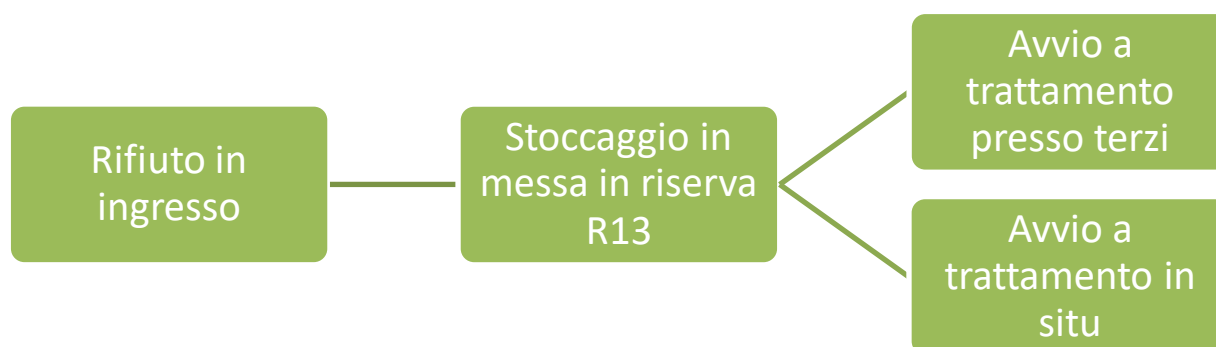 Rifiuto in
ingresso
Stoccaggio in
messa in riserva
R13
Avvio a
trattamento
presso terzi
Avvio a
trattamento in
situ